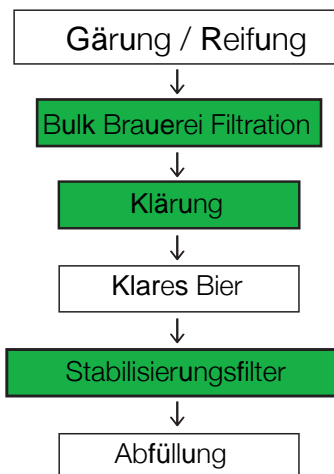 Gärung / Reifung
Bulk Brauerei Filtration
Klärung
Klares Bier
Stabilisierungsfilter
Abfüllung